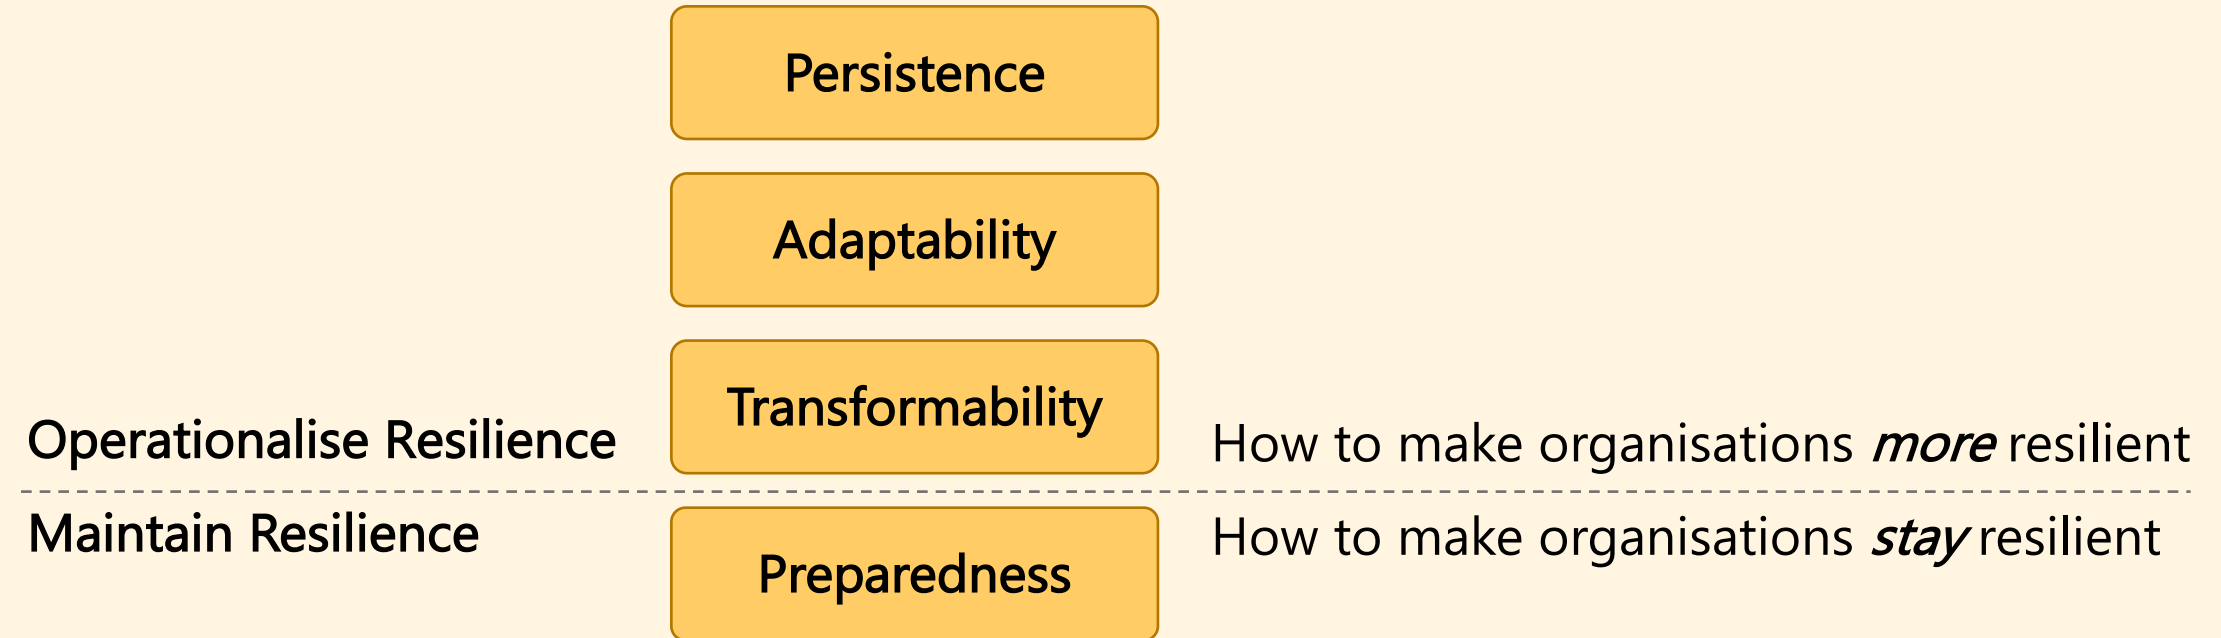 Persistence
Adaptability
Transformability
Operationalise Resilience
How to make organisations more resilient
Maintain Resilience
How to make organisations stay resilient
Preparedness